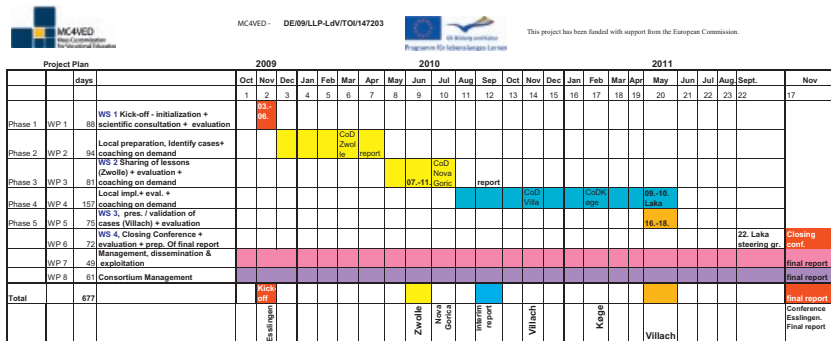 MC4VED
Mass Customization
for Vocational Education
MC4VED - DE/09/LLP-LdV/TOI/147203
Programm für lebenslanges Lernen
This project has been funded with support from the European Commission.
Project Plan 2009 2010 2011
days Oct Nov Dec Jan Feb Mar Apr May Jun Jul Aug Sep Oct Nov Dec Jan Feb Mar Apr May Jun Jul Aug. Sept. Nov
1 2 3 4 5 6 7 8 9 10 11 12 13 14 15 16 17 18 19 20 21 22 23 22 17
Phase 1 WP 1 88 WS 1 Kick-off - initialization +
scientific consultation + evaluation
03.-
06.
Phase 2 WP 2 94 Local preparation, Identify cases+
coaching on demand
CoD
Zwol
le
report
Phase 3 WP 3 81 WS 2 Sharing of lessons
(Zwolle) + evaluation +
coaching on demand
07.-11.
CoD
Nova
Goric
report
Phase 4 WP 4 157 Local impl.+ eval. +
coaching on demand
CoD
Villa
CoDK
øge
09.-10.
Laka
Phase 5 WP 5 75 WS 3, pres. / validation of
cases (Villach) + evaluation
16.-18.
WP 6 72 WS 4, Closing Conference +
evaluation + prep. Of final report
22. Laka
steering gr.
Closing
conf.
WP 7 49 Management, dissemination &
exploitation
final report
WP 8 61 Consortium Management
final report
Total 677
Kick-
off
final report
Esslingen
Zwolle
Nova
Gorica
interim
report
Villach
Køge
Villach
Conference
Esslingen.
Final report